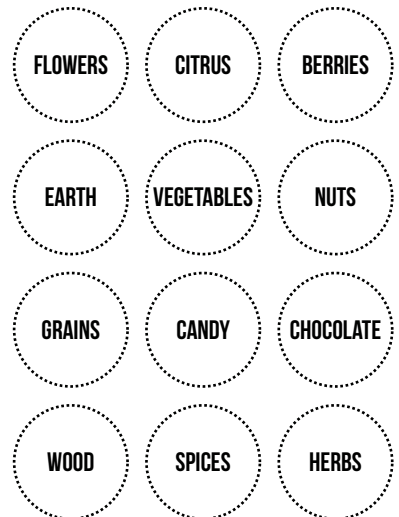 FLOWERS CITRUS BERRIES
EARTH VEGETABLES NUTS
GRAINS CANDY CHOCOLATE
WOOD SPICES HERBS